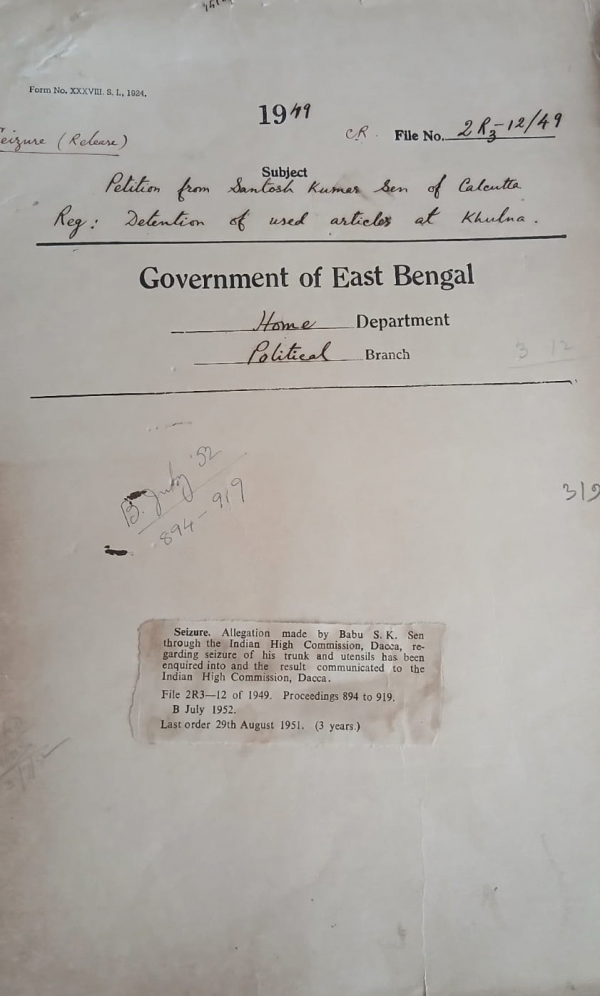 Form No. XXXVIII. S. L., 1924.
1949
eizure (Release)
CR. File No. 2R3-12/49
Subject
Petition from Santosh Kumar Sen of Calcutta
Reg: Detention of used articles at Khulna.
Government of East Bengal
Home Department
Political Branch
3 12
B. July '52
894-919
319
Seizure. Allegation made by Babu S. K. Sen
through the Indian High Commission, Dacca, re-
garding seizure of his trunk and utensils has been
enquired into and the result communicated to the
Indian High Commission, Dacca.
File 2R3—12 of 1949. Proceedings 894 to 919.
B July 1952.
Last order 29th August 1951. (3 years.)